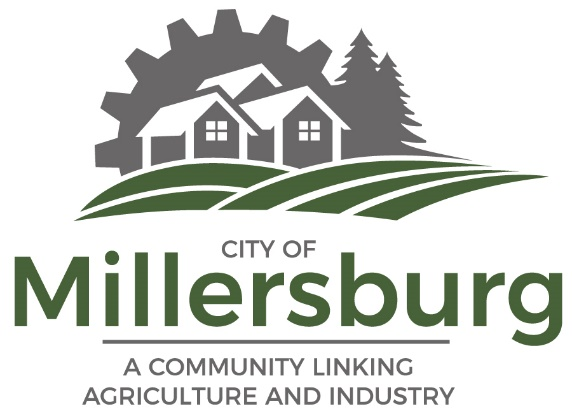 CITY OF
Millersburg
A COMMUNITY LINKING
AGRICULTURE AND INDUSTRY